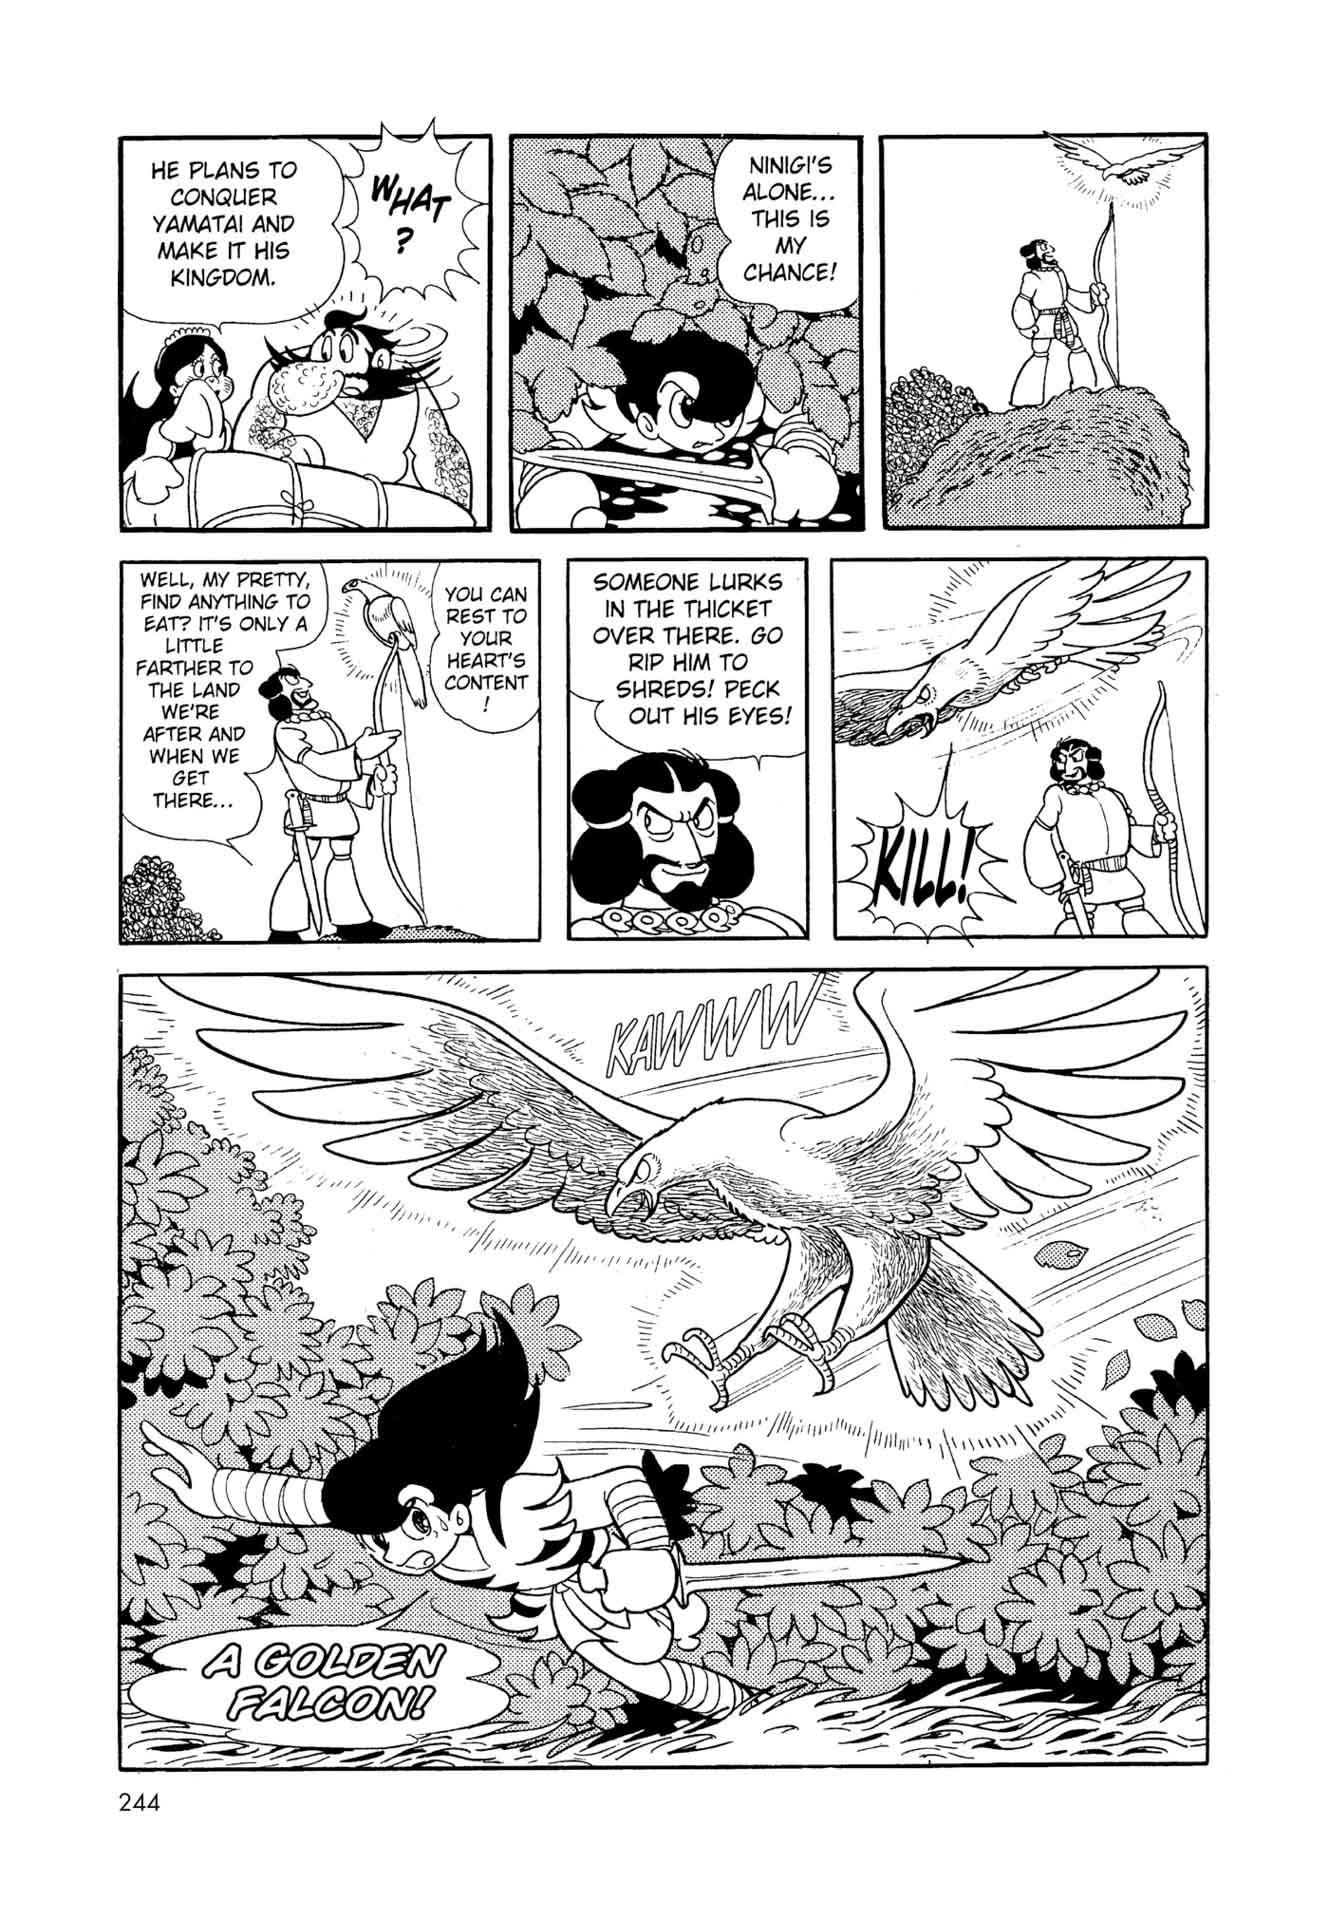 HE PLANS TO
CONQUER
YAMATAI AND
MAKE IT HIS
KINGDOM.
WHAT
?
NINIGI'S
ALONE...
THIS IS
MY
CHANCE!
WELL, MY PRETTY,
FIND ANYTHING TO
EAT? IT'S ONLY A
LITTLE
FARTHER TO
THE LAND
WE'RE
AFTER AND
WHEN WE
GET
THERE...
YOU CAN
REST TO
YOUR
HEART'S
CONTENT
!
SOMEONE LURKS
IN THE THICKET
OVER THERE. GO
RIP HIM TO
SHREDS! PECK
OUT HIS EYES!
KILL!
KAWWW
A GOLDEN
FALCON!
244